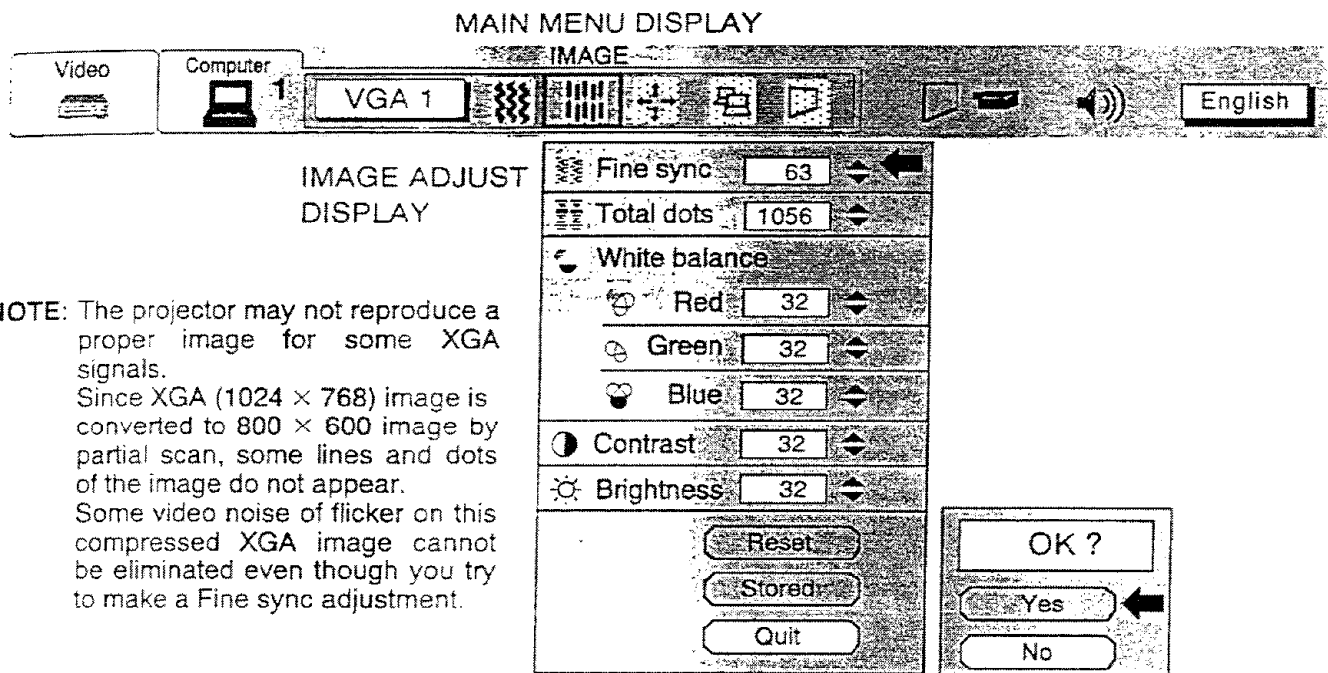 MAIN MENU DISPLAY
IMAGE
Video
Computer
1
VGA 1
English
IMAGE ADJUST
DISPLAY
Fine sync 63
Total dots 1056
White balance
Red 32
Green 32
Blue 32
Contrast 32
Brightness 32
Reset
Stored
Quit
OK ?
Yes
No
NOTE: The projector may not reproduce a
proper image for some XGA
signals.
Since XGA (1024 × 768) image is
converted to 800 × 600 image by
partial scan, some lines and dots
of the image do not appear.
Some video noise of flicker on this
compressed XGA image cannot
be eliminated even though you try
to make a Fine sync adjustment.